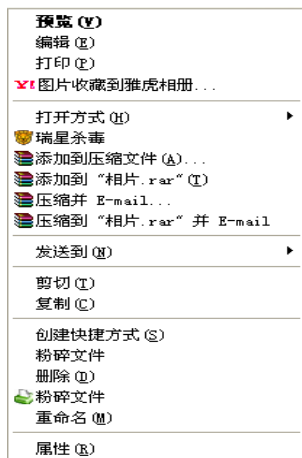 预览(V)
编辑(E)
打印(P)
图片收藏到雅虎相册...
打开方式(H)
瑞星杀毒
添加到压缩文件(A)...
添加到 "相片.rar"(T)
压缩并 E-mail...
压缩到 "相片.rar" 并 E-mail
发送到(N)
剪切(T)
复制(C)
创建快捷方式(S)
粉碎文件
删除(D)
粉碎文件
重命名(M)
属性(R)